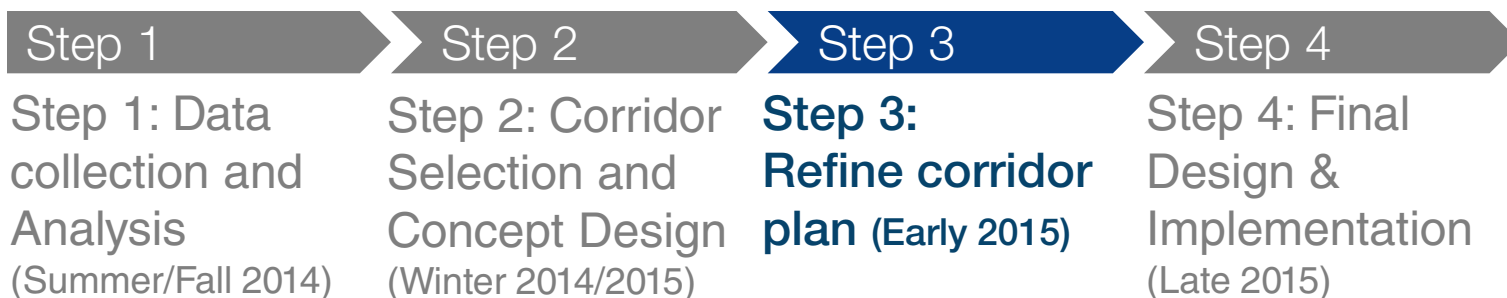 Step 1
Step 2
Step 3
Step 4
Step 1: Data
collection and
Analysis
(Summer/Fall 2014)
Step 2: Corridor
Selection and
Concept Design
(Winter 2014/2015)
Step 3:
Refine corridor
plan (Early 2015)
Step 4: Final
Design &
Implementation
(Late 2015)